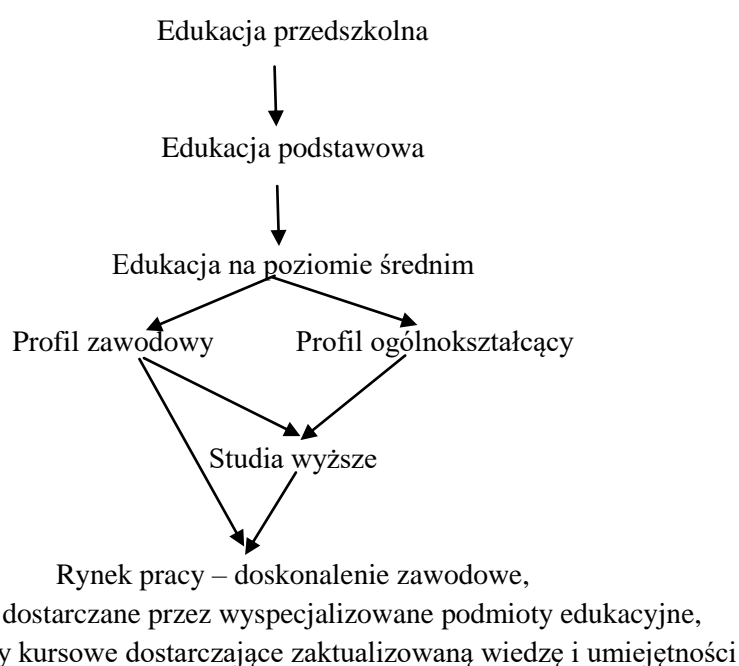 Edukacja przedszkolna
Edukacja podstawowa
Edukacja na poziomie średnim
Profil zawodowy Profil ogólnokształcący
Studia wyższe
Rynek pracy – doskonalenie zawodowe,
dostarczane przez wyspecjalizowane podmioty edukacyjne,
kursowe dostarczające zaktualizowaną wiedzę i umiejętności